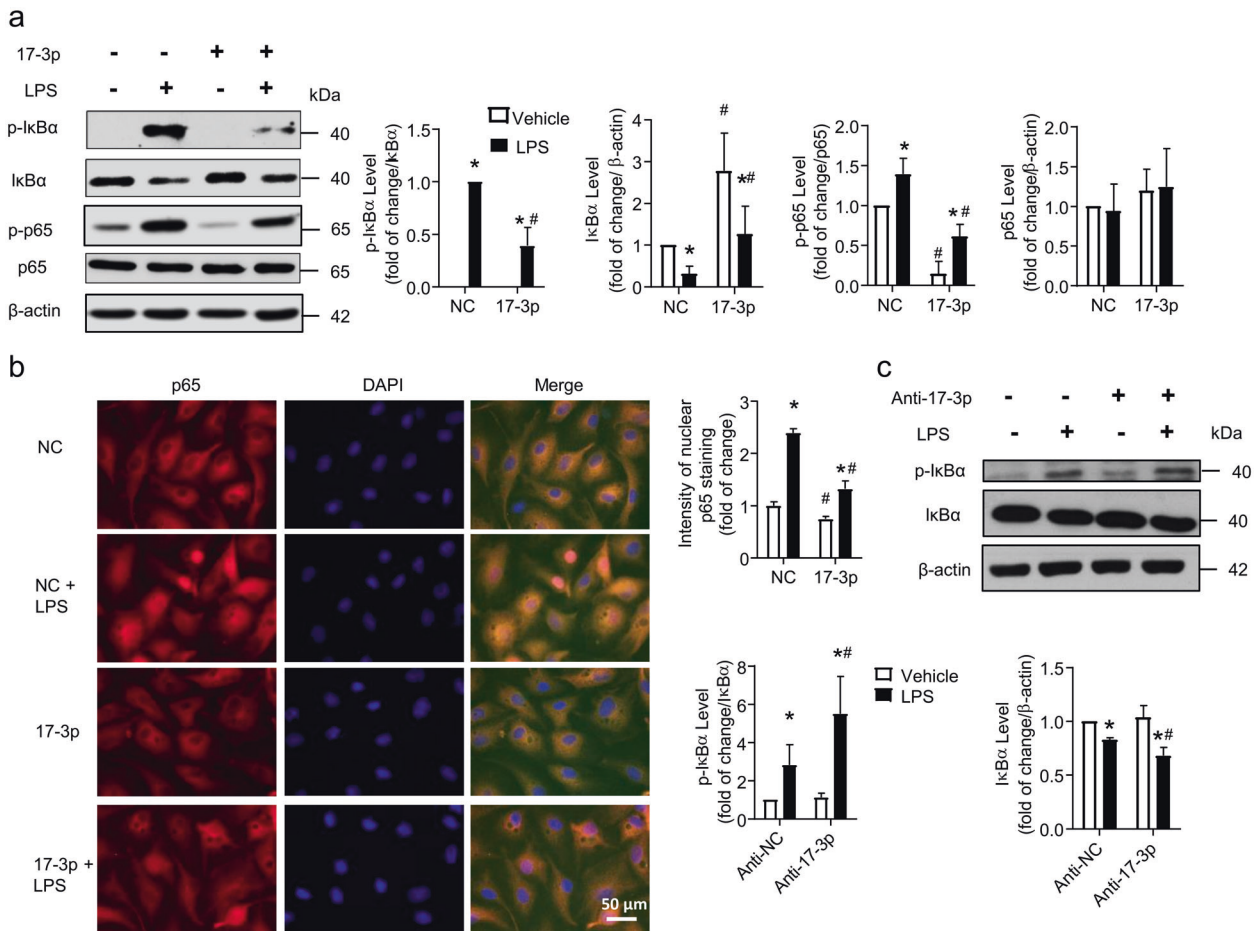 a
17-3p - - + +
LPS - + - + kDa
p-IκBα 40
IκBα 40
p-p65 65
p65 65
β-actin 42
p-IκBα Level
(fold of change/IκBα)
1.5
1.0
0.5
0.0
* *#
NC 17-3p
Vehicle
LPS
IκBα Level
(fold of change/ β-actin)
4
3
2
1
0
* # *#
NC 17-3p
p-p65 Level
(fold of change/p65)
2.0
1.5
1.0
0.5
0.0
* # *#
NC 17-3p
p65 Level
(fold of change/β-actin)
2.0
1.5
1.0
0.5
0.0
NC 17-3p
b
p65 DAPI Merge
NC
NC +
LPS
17-3p
17-3p +
LPS
50 μm
Intensity of nuclear
p65 staining
(fold of change)
3
2
1
0
* # *#
NC 17-3p
c
Anti-17-3p - - + +
LPS - + - + kDa
p-IκBα 40
IκBα 40
β-actin 42
p-IκBα Level
(fold of change/IκBα)
8
6
4
2
0
* *#
Anti-NC Anti-17-3p
Vehicle
LPS
IκBα Level
(fold of change/β-actin)
1.5
1.0
0.5
0.0
* *#
Anti-NC Anti-17-3p